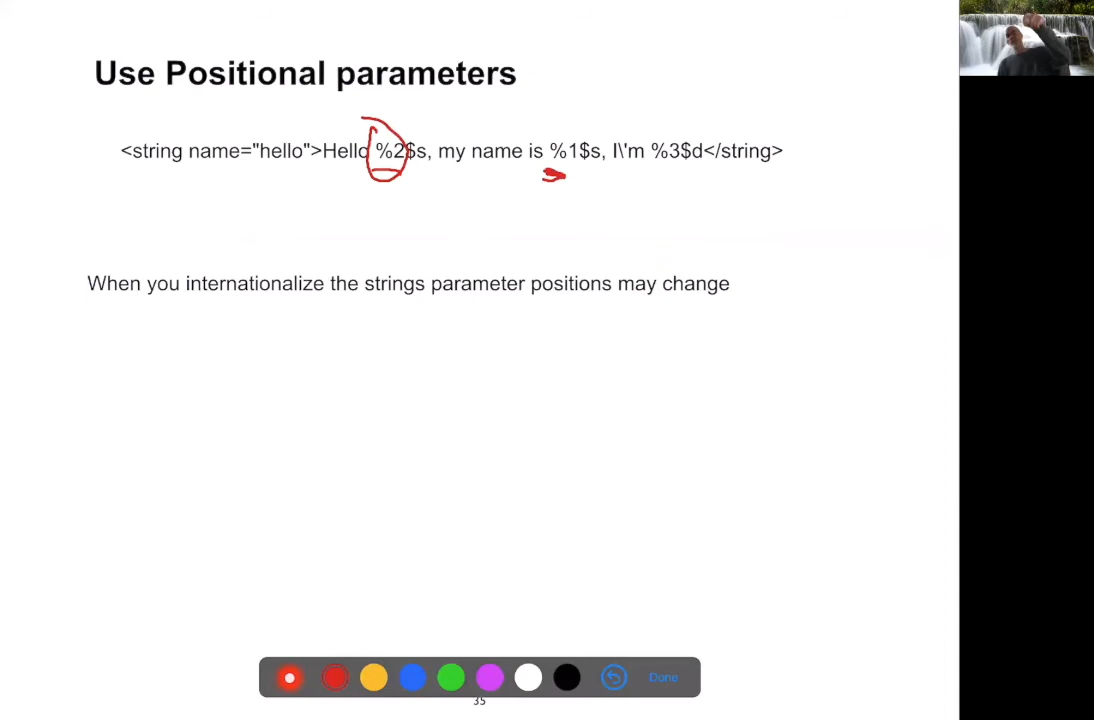 Use Positional parameters
<string name="hello">Hello %2$s, my name is %1$s, I\'m %3$d</string>
When you internationalize the strings parameter positions may change
Done
35